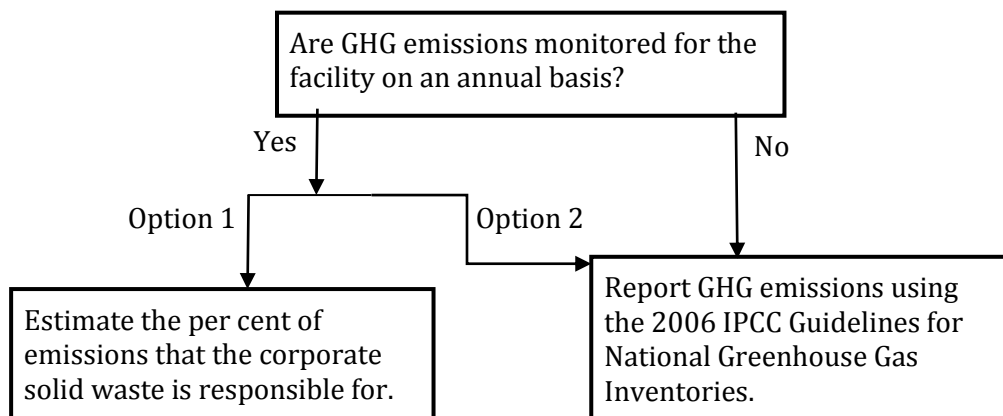 Are GHG emissions monitored for the
facility on an annual basis?
Yes
No
Option 1
Option 2
Estimate the per cent of
emissions that the corporate
solid waste is responsible for.
Report GHG emissions using
the 2006 IPCC Guidelines for
National Greenhouse Gas
Inventories.